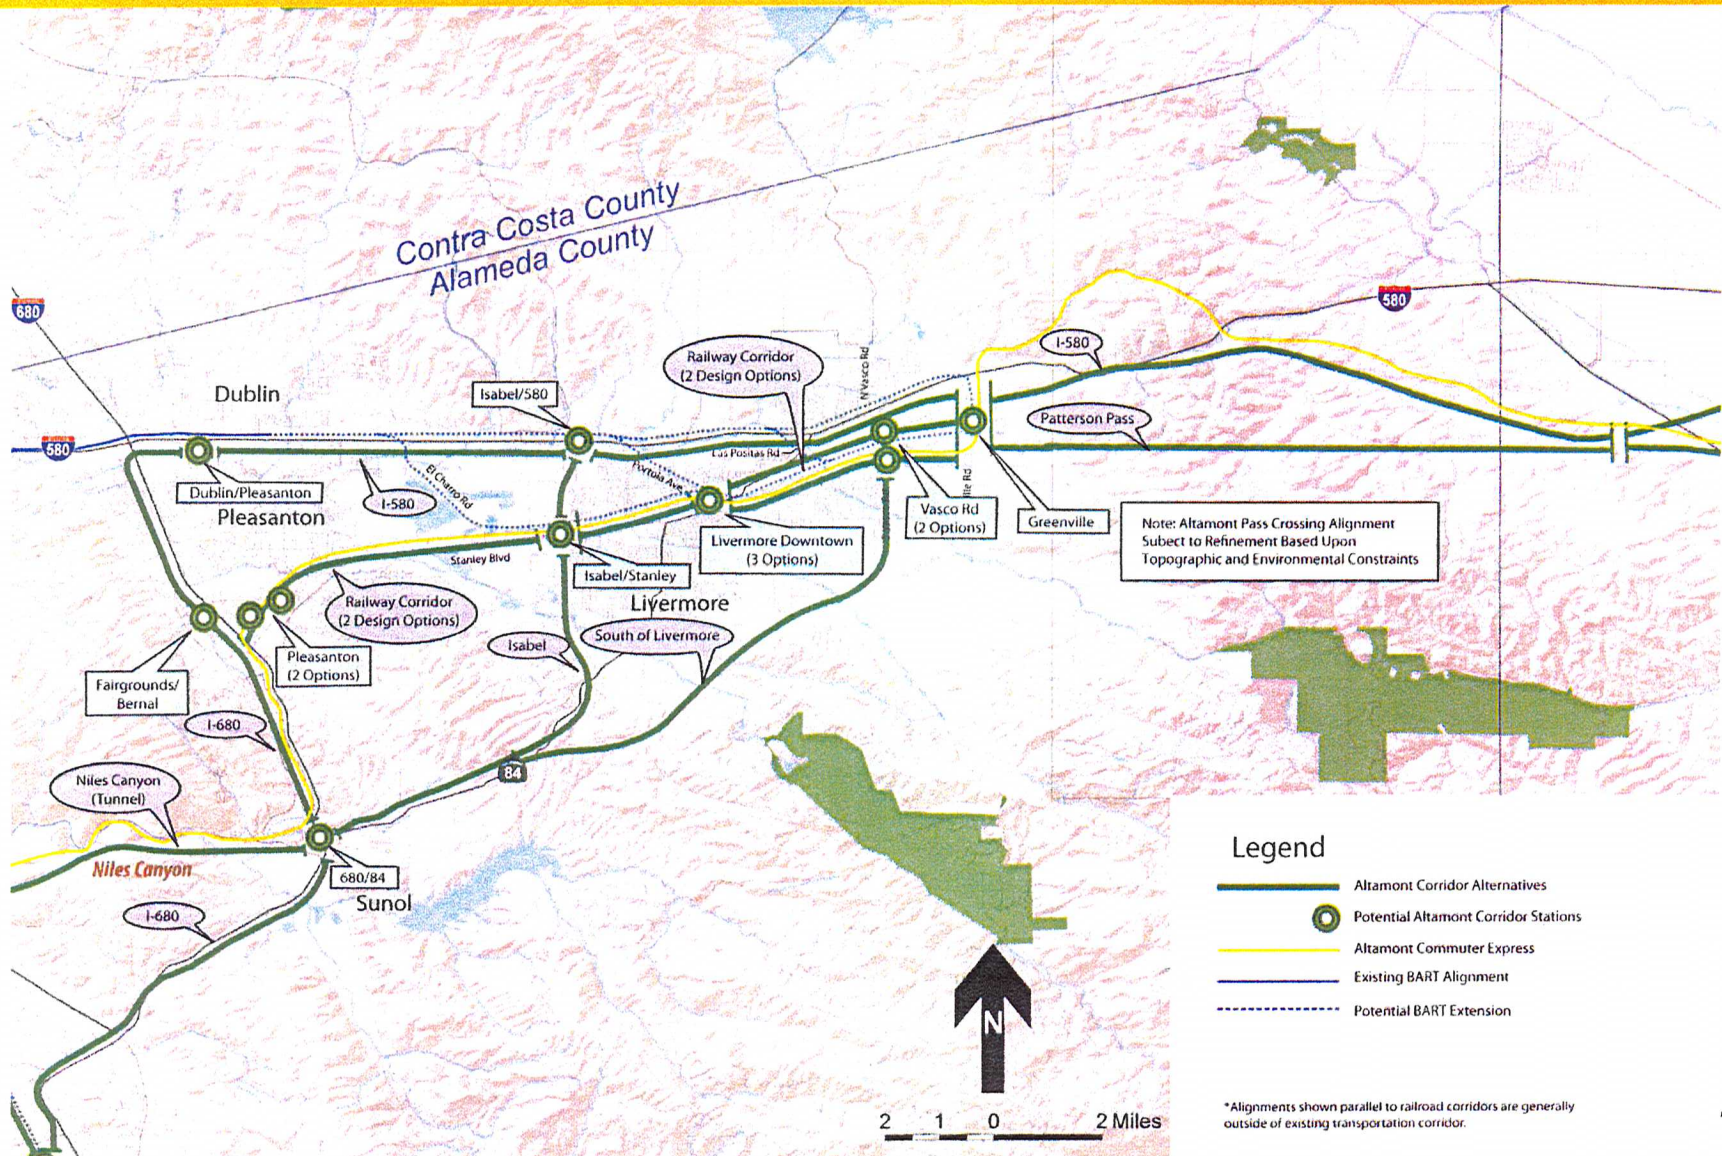 Contra Costa County
Alameda County
680
580
I-580
Railway Corridor
(2 Design Options)
N Vasco Rd
Dublin
Isabel/580
Patterson Pass
580
Las Positas Rd
Portola Ave
El Charro Rd
Dublin/Pleasanton
I-580
Pleasanton
Vasco Rd
(2 Options)
Greenville
Note: Altamont Pass Crossing Alignment
Subect to Refinement Based Upon
Topographic and Environmental Constraints
Livermore Downtown
(3 Options)
Stanley Blvd
Isabel/Stanley
Livermore
Railway Corridor
(2 Design Options)
South of Livermore
Isabel
Pleasanton
(2 Options)
Fairgrounds/
Bernal
I-680
84
Niles Canyon
(Tunnel)
Niles Canyon
680/84
Sunol
I-680
Legend
Altamont Corridor Alternatives
Potential Altamont Corridor Stations
Altamont Commuter Express
Existing BART Alignment
Potential BART Extension
N
2 1 0 2 Miles
*Alignments shown parallel to railroad corridors are generally
outside of existing transportation corridor.